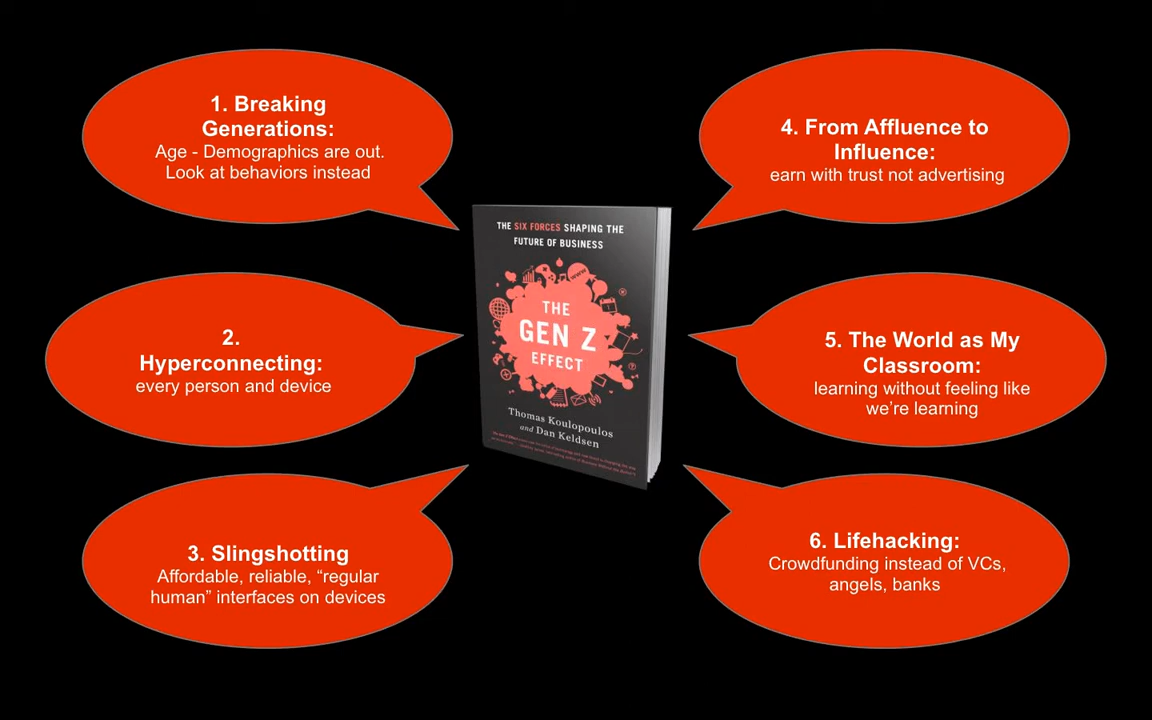 1. Breaking
Generations:
Age - Demographics are out.
Look at behaviors instead
2.
Hyperconnecting:
every person and device
3. Slingshotting
Affordable, reliable, “regular
human” interfaces on devices
THE SIX FORCES SHAPING THE
FUTURE OF BUSINESS
WWW
THE
GEN Z
EFFECT
Thomas Koulopoulos
and Dan Keldsen
4. From Affluence to
Influence:
earn with trust not advertising
5. The World as My
Classroom:
learning without feeling like
we’re learning
6. Lifehacking:
Crowdfunding instead of VCs,
angels, banks